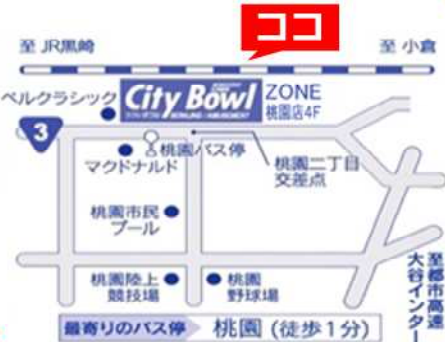 ココ
至 JR黒崎
至 小倉
ベルクラシック
City Bowl
ZONE
桃園店4F
3
桃園バス停
マクドナルド
桃園二丁目
交差点
桃園市民
プール
桃園陸上
競技場
桃園
野球場
至都市高速
大谷インター
最寄りのバス停
桃園 (徒歩1分)